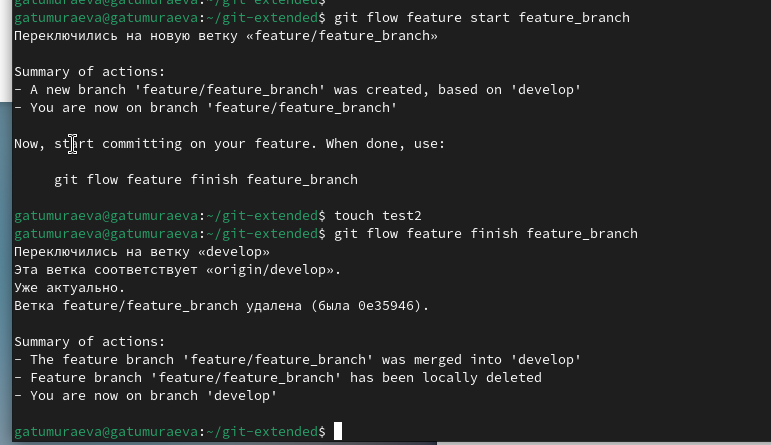 gatumuraeva@gatumuraeva:~/git-extended$
gatumuraeva@gatumuraeva:~/git-extended$ git flow feature start feature_branch
Переключились на новую ветку «feature/feature_branch»
Summary of actions:
- A new branch 'feature/feature_branch' was created, based on 'develop'
- You are now on branch 'feature/feature_branch'
Now, start committing on your feature. When done, use:
git flow feature finish feature_branch
gatumuraeva@gatumuraeva:~/git-extended$ touch test2
gatumuraeva@gatumuraeva:~/git-extended$ git flow feature finish feature_branch
Переключились на ветку «develop»
Эта ветка соответствует «origin/develop».
Уже актуально.
Ветка feature/feature_branch удалена (была 0e35946).
Summary of actions:
- The feature branch 'feature/feature_branch' was merged into 'develop'
- Feature branch 'feature/feature_branch' has been locally deleted
- You are now on branch 'develop'
gatumuraeva@gatumuraeva:~/git-extended$